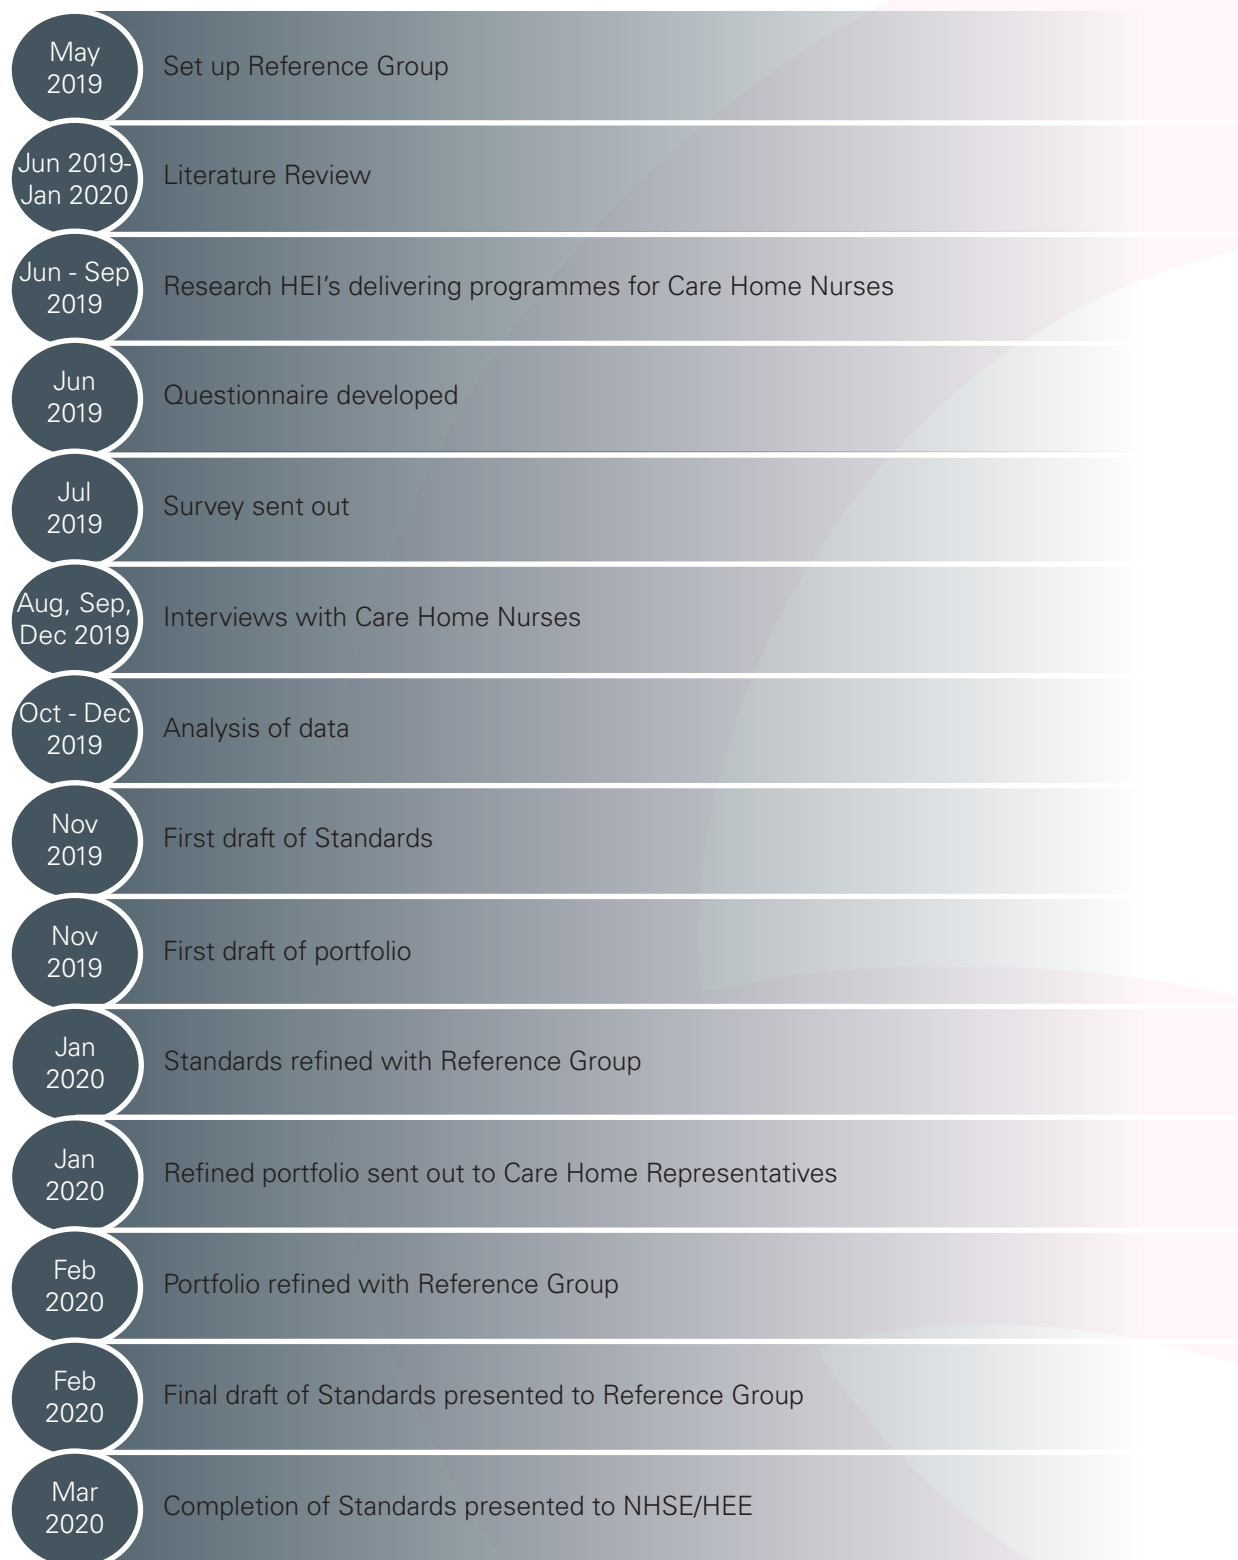 May
2019
Set up Reference Group
Jun 2019-
Jan 2020
Literature Review
Jun - Sep
2019
Research HEI’s delivering programmes for Care Home Nurses
Jun
2019
Questionnaire developed
Jul
2019
Survey sent out
Aug, Sep,
Dec 2019
Interviews with Care Home Nurses
Oct - Dec
2019
Analysis of data
Nov
2019
First draft of Standards
Nov
2019
First draft of portfolio
Jan
2020
Standards refined with Reference Group
Jan
2020
Refined portfolio sent out to Care Home Representatives
Feb
2020
Portfolio refined with Reference Group
Feb
2020
Final draft of Standards presented to Reference Group
Mar
2020
Completion of Standards presented to NHSE/HEE